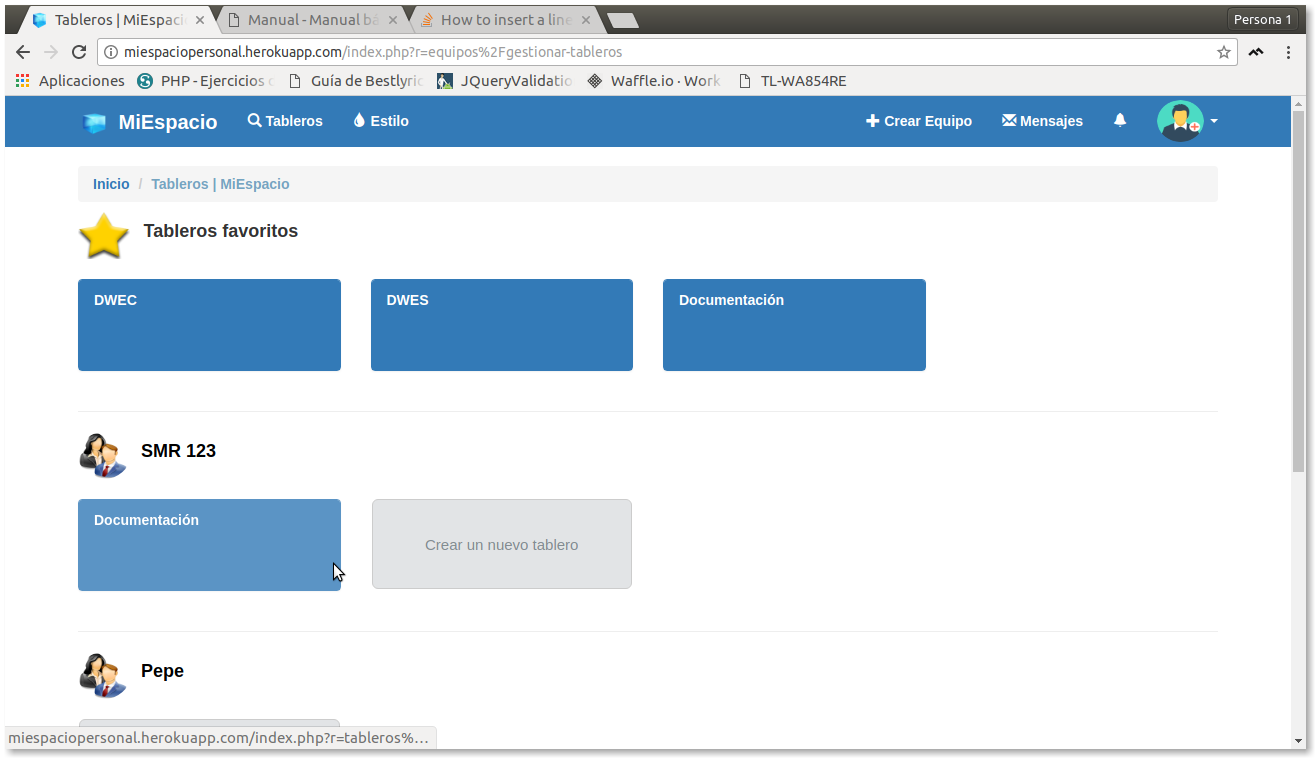 Tableros | MiEspacio
Manual - Manual bá
How to insert a line
Persona 1
miespaciopersonal.herokuapp.com/index.php?r=equipos%2Fgestionar-tableros
Aplicaciones
PHP - Ejercicios
Guía de Bestlyric
JQueryValidatio
Waffle.io · Work
TL-WA854RE
MiEspacio
Tableros
Estilo
Crear Equipo
Mensajes
Inicio / Tableros | MiEspacio
Tableros favoritos
DWEC
DWES
Documentación
SMR 123
Documentación
Crear un nuevo tablero
Pepe
miespaciopersonal.herokuapp.com/index.php?r=tableros%...